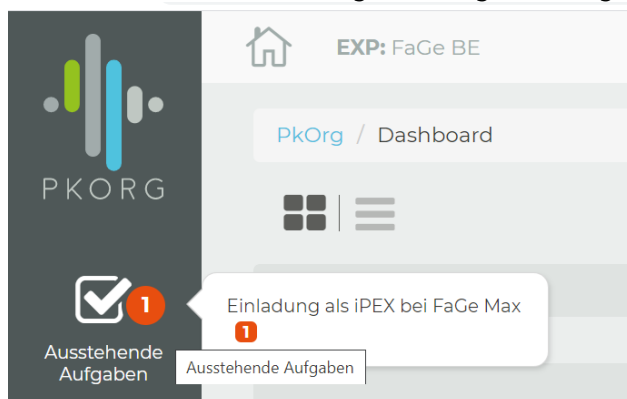 EXP: FaGe BE
PkOrg / Dashboard
PKORG
1
Einladung als iPEX bei FaGe Max
1
Ausstehende
Aufgaben
Ausstehende Aufgaben